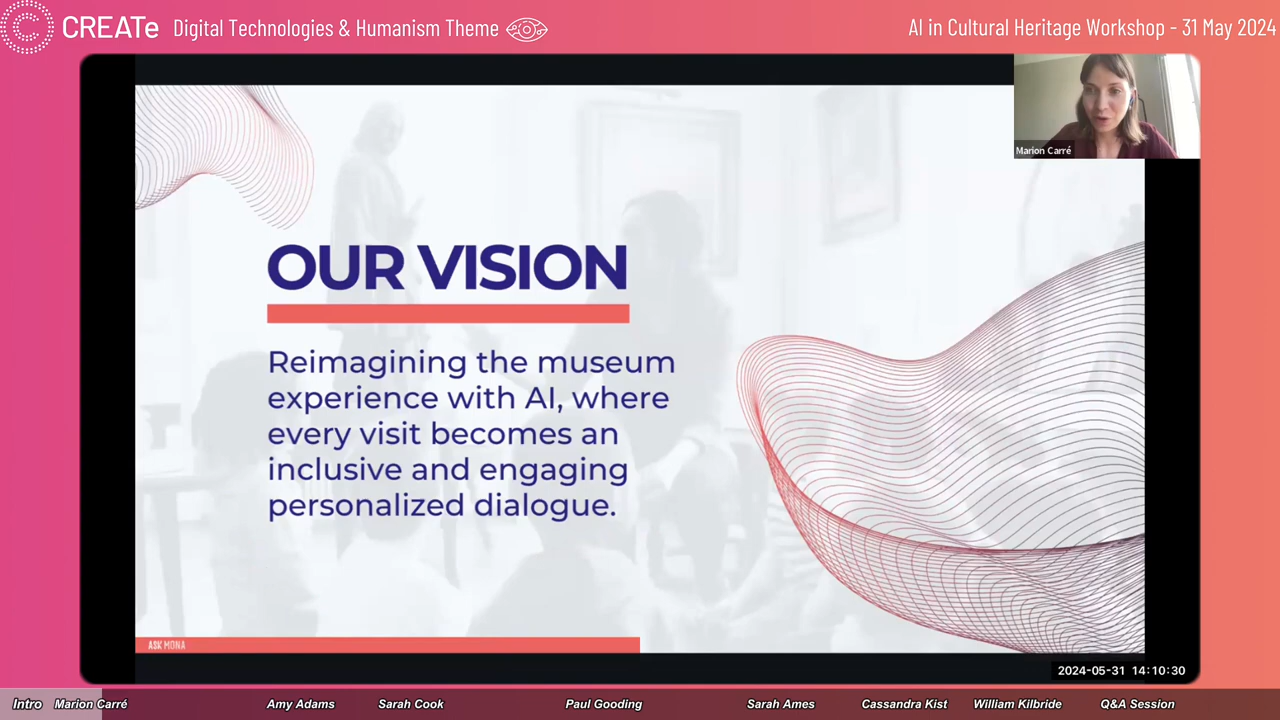 CREATe Digital Technologies & Humanism Theme
AI in Cultural Heritage Workshop - 31 May 2024
Marion Carré
OUR VISION
Reimagining the museum
experience with AI, where
every visit becomes an
inclusive and engaging
personalized dialogue.
ASK MONA
2024-05-31 14:10:30
Intro Marion Carré Amy Adams Sarah Cook Paul Gooding Sarah Ames Cassandra Kist William Kilbride Q&A Session